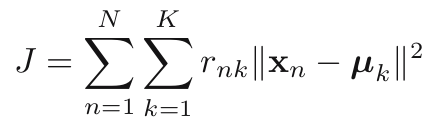 J = \sum_{n=1}^{N} \sum_{k=1}^{K} r_{nk} \|\mathbf{x}_n - \boldsymbol{\mu}_k\|^2